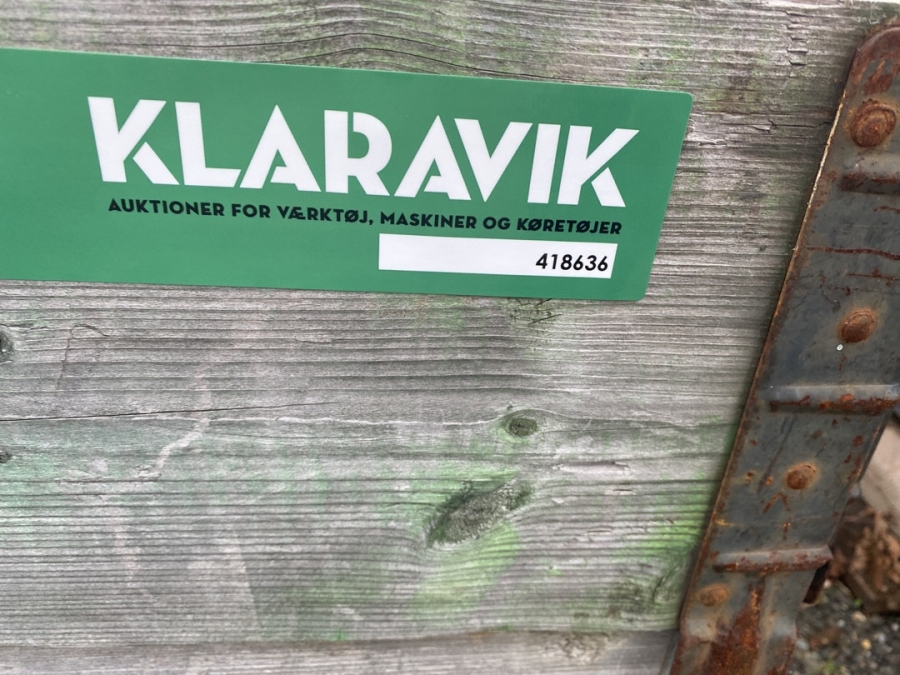 KLARAVIK
AUKTIONER FOR VÆRKTØJ, MASKINER OG KØRETØJER
418636